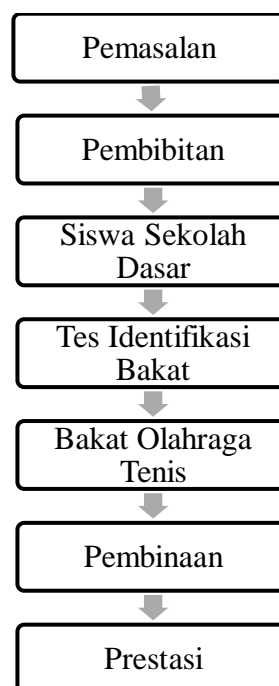 Pemasalan
Pembibitan
Siswa Sekolah
Dasar
Tes Identifikasi
Bakat
Bakat Olahraga
Tenis
Pembinaan
Prestasi